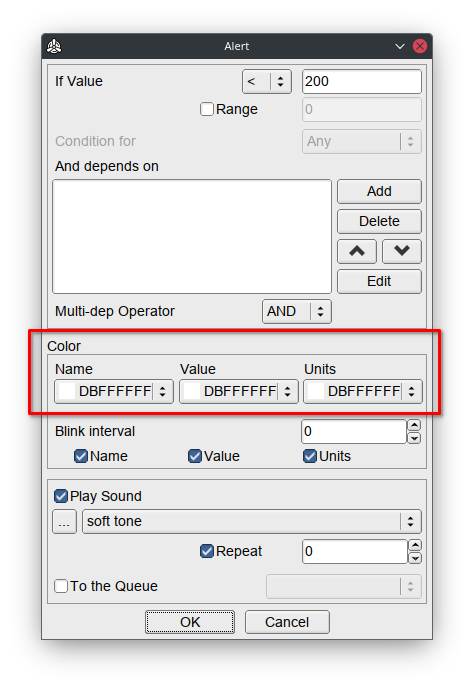 Alert
If Value < 200
Range 0
Condition for Any
And depends on
Add
Delete
Edit
Multi-dep Operator AND
Color
Name Value Units
DBFFFFFF DBFFFFFF DBFFFFFF
Blink interval 0
Name Value Units
Play Sound
... soft tone
Repeat 0
To the Queue
OK Cancel